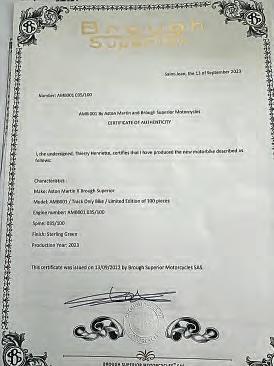 Brough
Superior
Saint Jean, the 13 of September 2023
Number: AMB001 035/100
AMB 001 By Aston Martin and Brough Superior Motorcycles
CERTIFICATE OF AUTHENTICITY
I, the undersigned, Thierry Henriette, certifies that I have produced the new motorbike described as
follows:
Characteristics :
Make: Aston Martin X Brough Superior
Model: AMB001 / Track Only Bike / Limited Edition of 100 pieces
Engine number: AMB001 035/100
Spine: 035/100
Finish: Sterling Green
Production Year: 2023
This certificate was issued on 13/09/2023 by Brough Superior Motorcycles SAS.
BROUGH SUPERIOR MOTORCYCLES